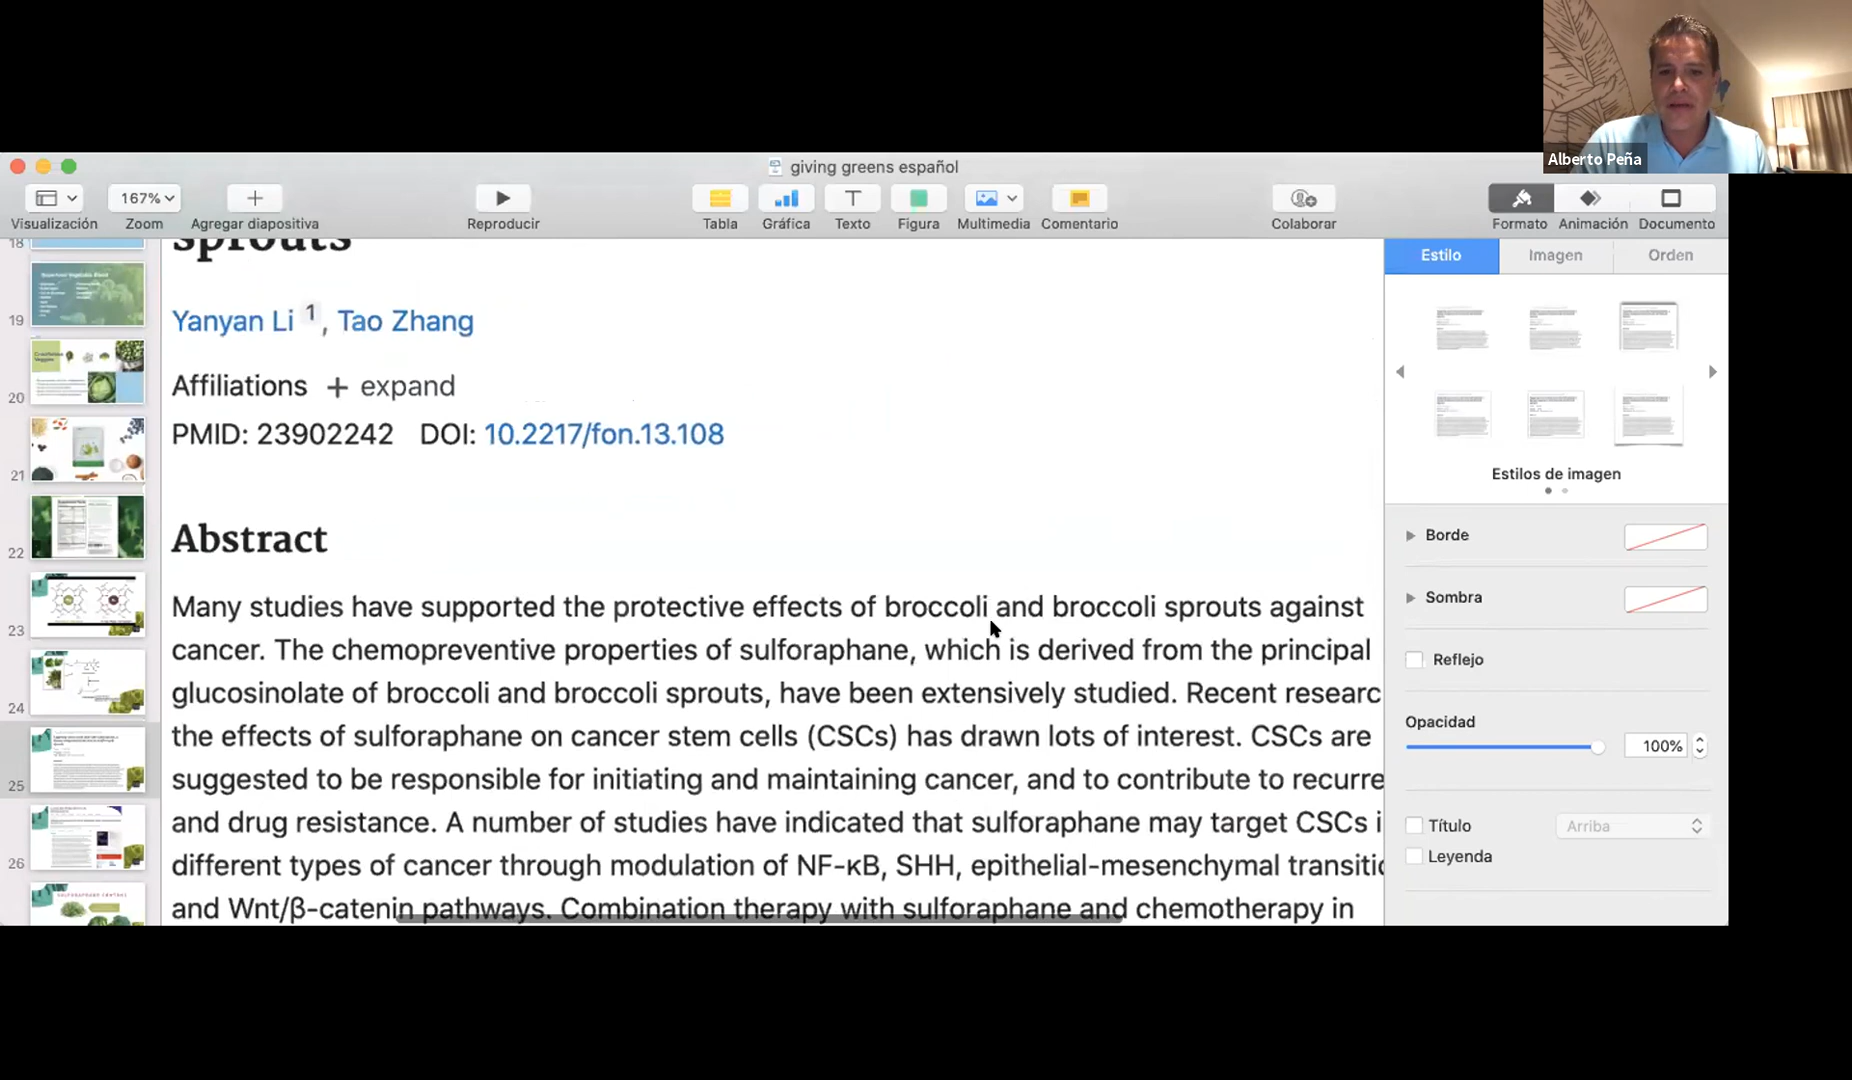 Alberto Peña
giving greens español
167%
Visualización
Zoom
Agregar diapositiva
Reproducir
Tabla
Gráfica
Texto
Figura
Multimedia
Comentario
Colaborar
Formato
Animación
Documento
18
19
20
21
22
23
24
25
26
sprouts
Yanyan Li 1, Tao Zhang
Affiliations + expand
PMID: 23902242 DOI: 10.2217/fon.13.108
Abstract
Many studies have supported the protective effects of broccoli and broccoli sprouts against
cancer. The chemopreventive properties of sulforaphane, which is derived from the principal
glucosinolate of broccoli and broccoli sprouts, have been extensively studied. Recent researc
the effects of sulforaphane on cancer stem cells (CSCs) has drawn lots of interest. CSCs are
suggested to be responsible for initiating and maintaining cancer, and to contribute to recurre
and drug resistance. A number of studies have indicated that sulforaphane may target CSCs i
different types of cancer through modulation of NF-κB, SHH, epithelial-mesenchymal transitio
and Wnt/β-catenin pathways. Combination therapy with sulforaphane and chemotherapy in
Estilo
Imagen
Orden
Estilos de imagen
Borde
Sombra
Reflejo
Opacidad
100%
Título
Arriba
Leyenda